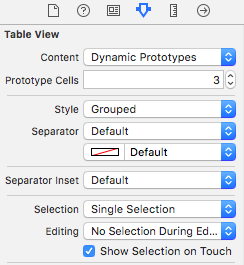 Table View
Content Dynamic Prototypes
Prototype Cells 3
Style Grouped
Separator Default
Default
Separator Inset Default
Selection Single Selection
Editing No Selection During Ed...
Show Selection on Touch